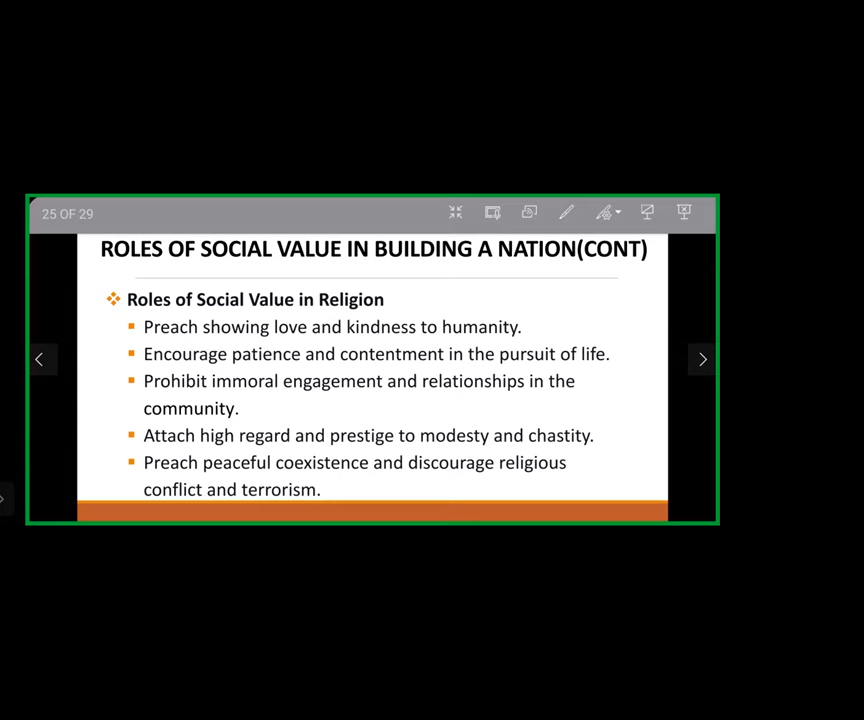 25 OF 29
ROLES OF SOCIAL VALUE IN BUILDING A NATION(CONT)
Roles of Social Value in Religion
Preach showing love and kindness to humanity.
Encourage patience and contentment in the pursuit of life.
Prohibit immoral engagement and relationships in the
community.
Attach high regard and prestige to modesty and chastity.
Preach peaceful coexistence and discourage religious
conflict and terrorism.